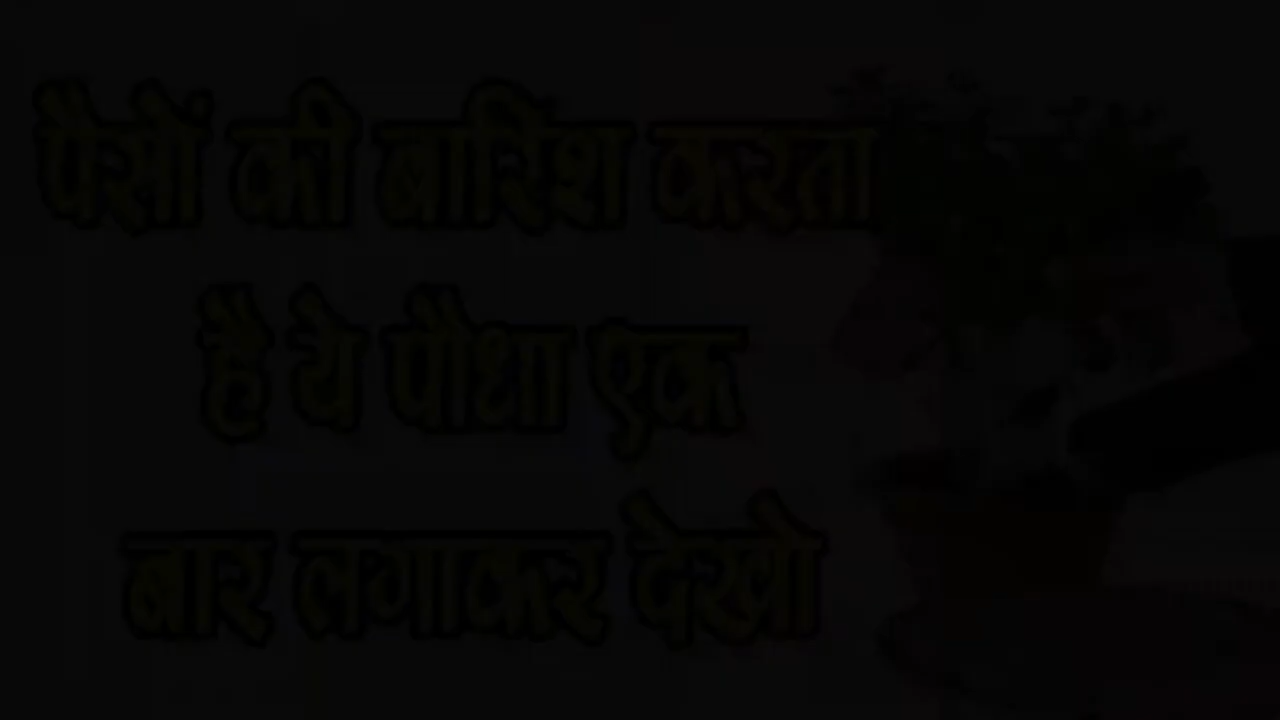 पैसों की बारिश करता
है ये पौधा एक
बार लगाकर देखो